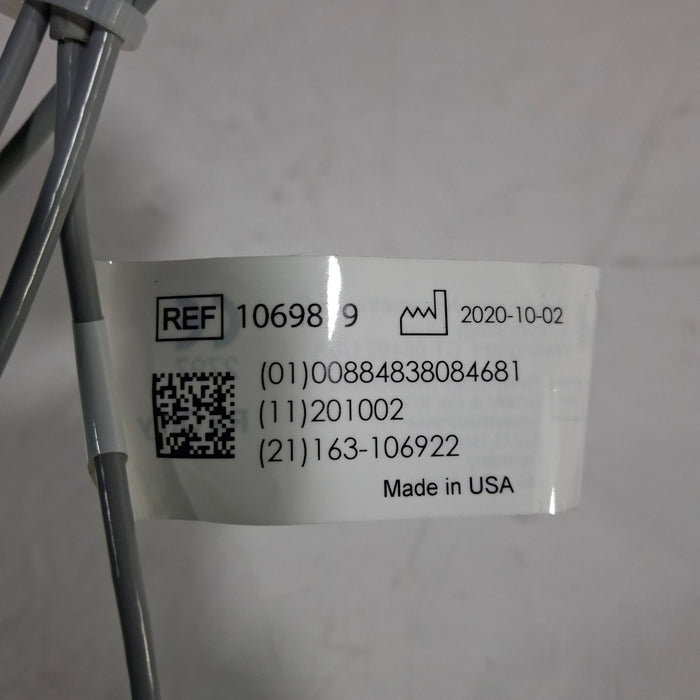 REF 2020-10-02
(01)00884838084681
(11)201002
(21)163-106922
Made in USA